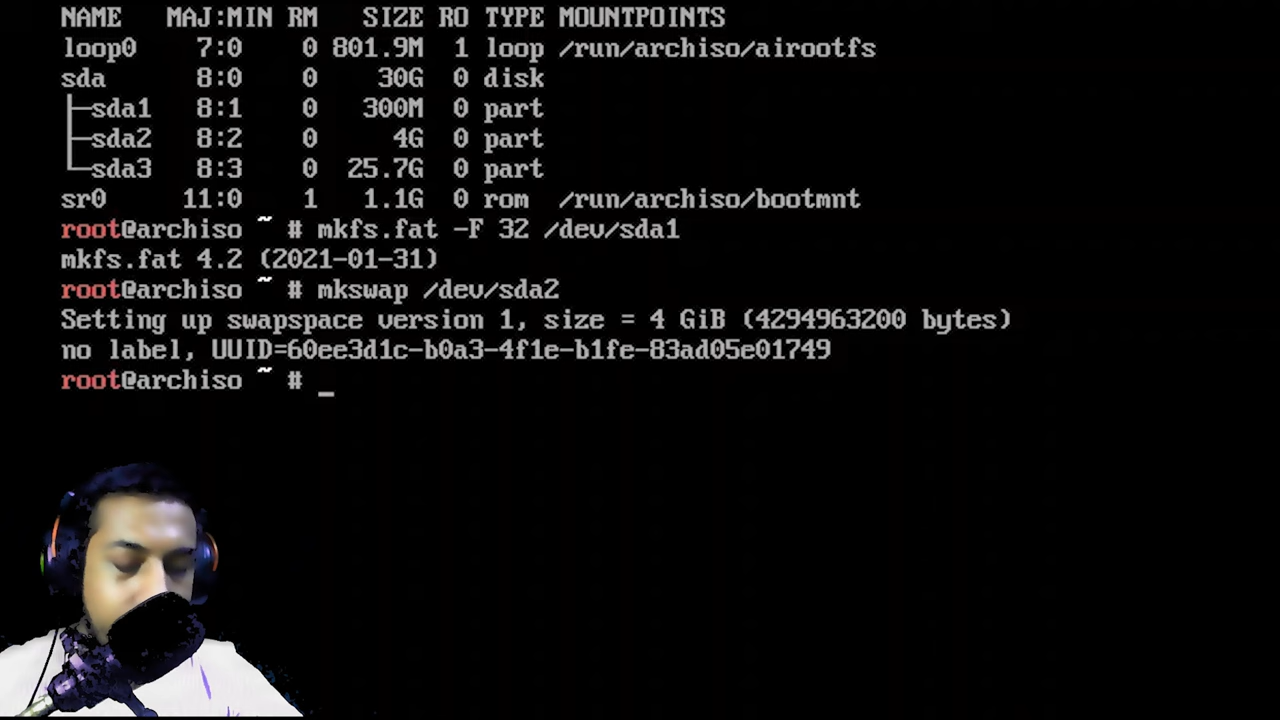 NAME MAJ:MIN RM SIZE RO TYPE MOUNTPOINTS
loop0 7:0 0 801.9M 1 loop /run/archiso/airootfs
sda 8:0 0 30G 0 disk
├─sda1 8:1 0 300M 0 part
├─sda2 8:2 0 4G 0 part
└─sda3 8:3 0 25.7G 0 part
sr0 11:0 1 1.1G 0 rom /run/archiso/bootmnt
root@archiso ~ # mkfs.fat -F 32 /dev/sda1
mkfs.fat 4.2 (2021-01-31)
root@archiso ~ # mkswap /dev/sda2
Setting up swapspace version 1, size = 4 GiB (4294963200 bytes)
no label, UUID=60ee3d1c-b0a3-4f1e-b1fe-83ad05e01749
root@archiso ~ # _